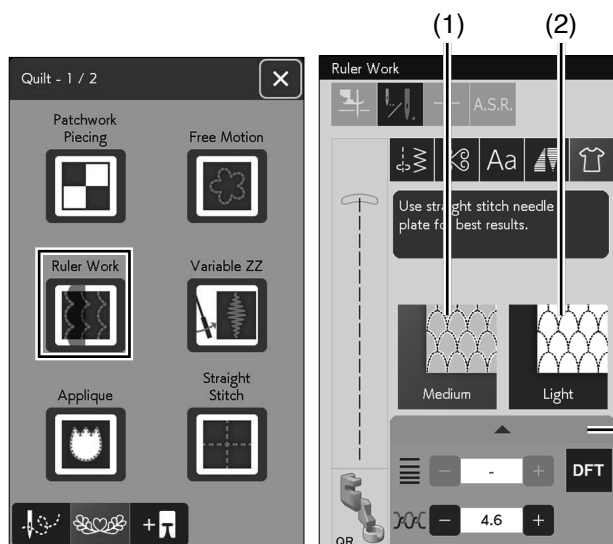 (1) (2)
Quilt - 1 / 2
Patchwork
Piecing
Free Motion
Ruler Work
Variable ZZ
Applique
Straight
Stitch
Ruler Work
A.S.R.
Aa
Use straight stitch needle
plate for best results.
Medium
Light
-
DFT
4.6
QR